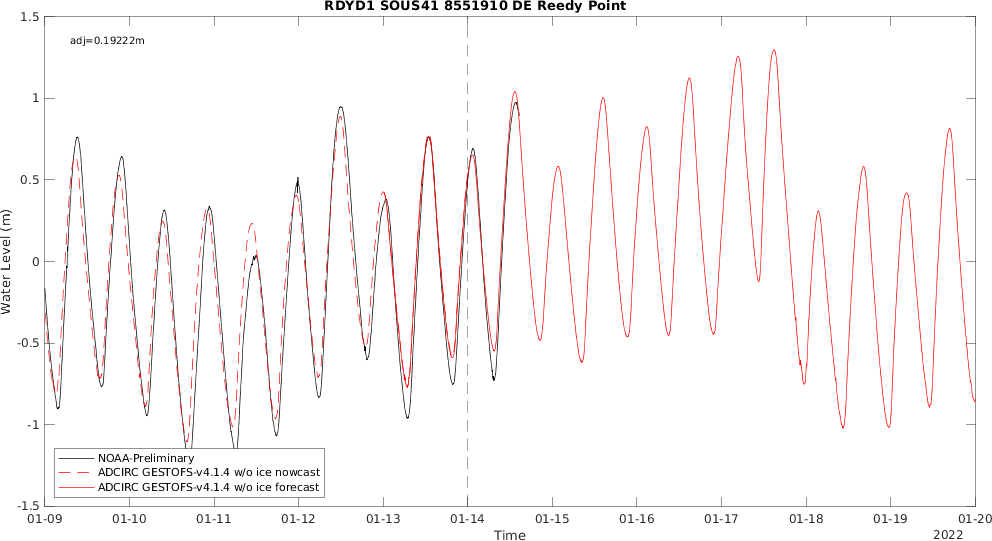 RDYD1 SOUS41 8551910 DE Reedy Point
adj=0.19222m
1.5
1
0.5
0
-0.5
-1
-1.5
Water Level (m)
NOAA-Preliminary
ADCIRC GESTOFS-v4.1.4 w/o ice nowcast
ADCIRC GESTOFS-v4.1.4 w/o ice forecast
01-09 01-10 01-11 01-12 01-13 01-14 01-15 01-16 01-17 01-18 01-19 01-20
Time
2022